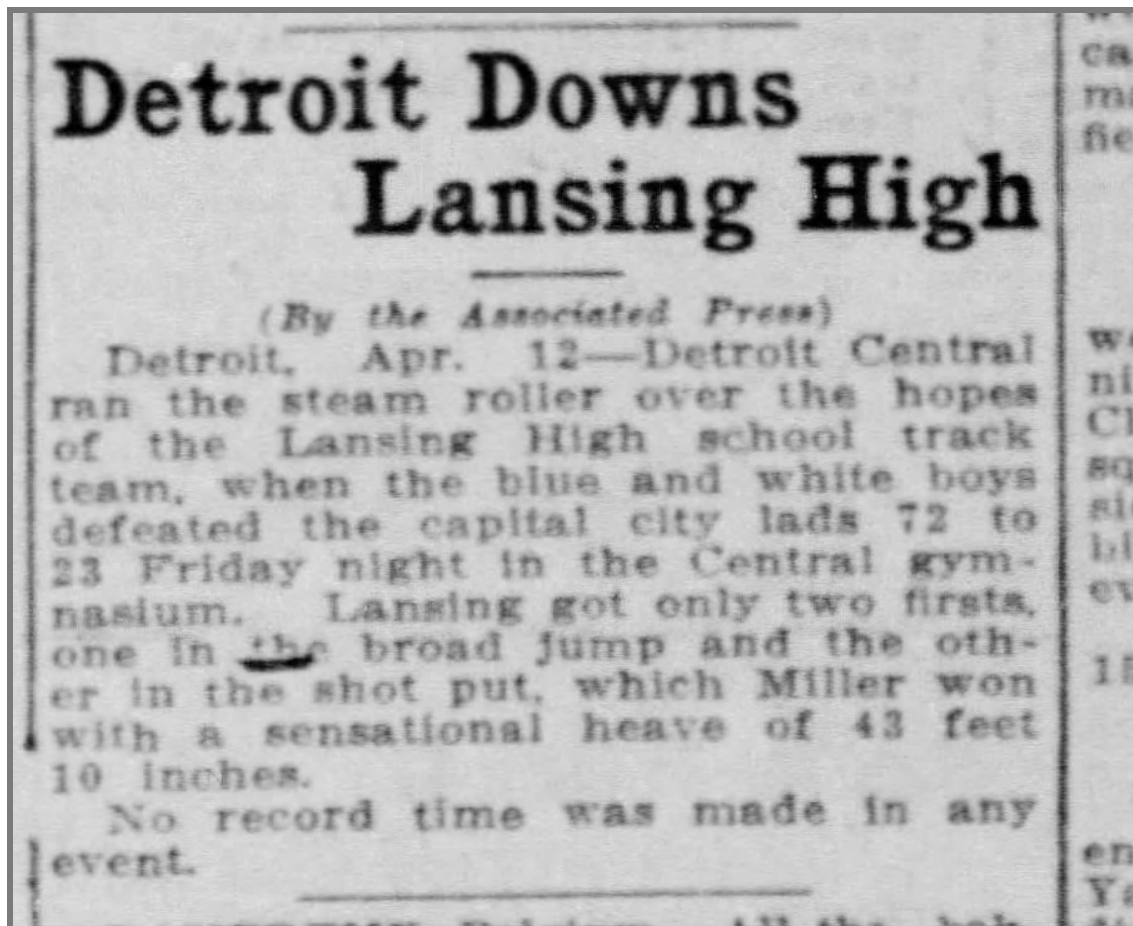 Detroit Downs
Lansing High
(By the Associated Press)
Detroit, Apr. 12—Detroit Central
ran the steam roller over the hopes
of the Lansing High school track
team, when the blue and white boys
defeated the capital city lads 72 to
23 Friday night in the Central gym-
nasium. Lansing got only two firsts,
one in the broad jump and the oth-
er in the shot put, which Miller won
with a sensational heave of 43 feet
10 inches.
No record time was made in any
event.